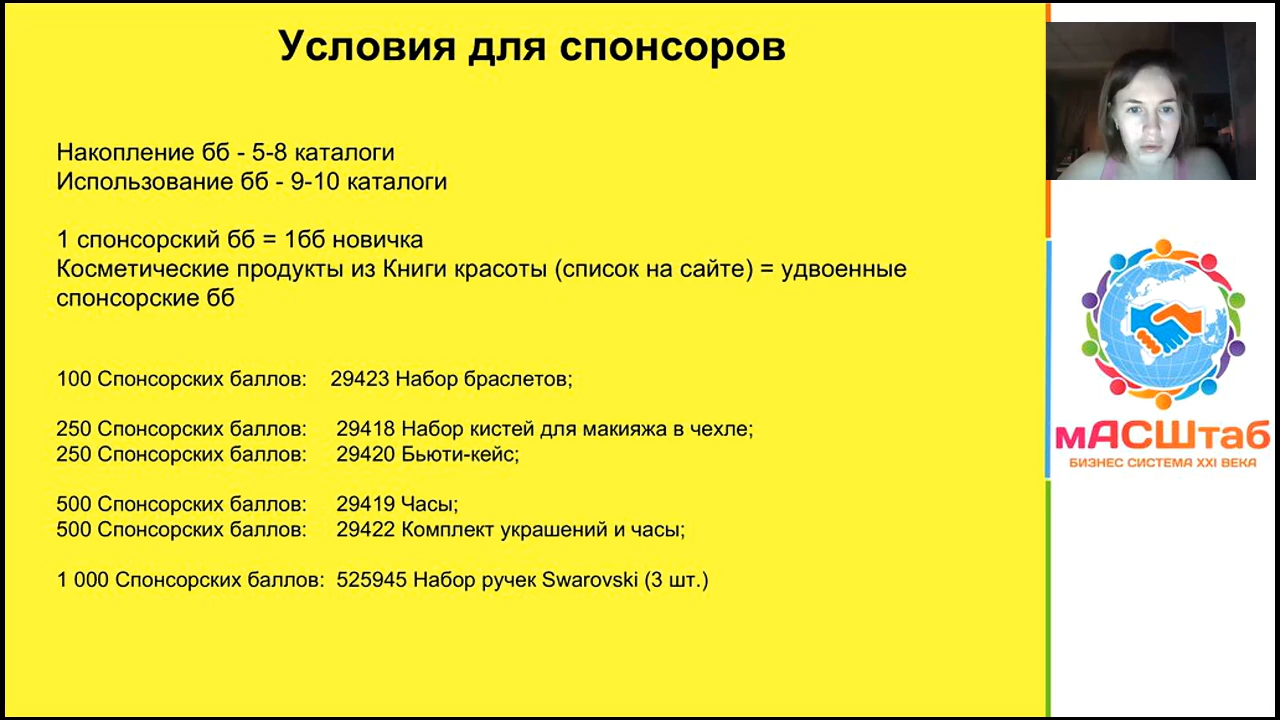 Условия для спонсоров
Накопление бб - 5-8 каталоги
Использование бб - 9-10 каталоги
1 спонсорский бб = 1бб новичка
Косметические продукты из Книги красоты (список на сайте) = удвоенные
спонсорские бб
100 Спонсорских баллов: 29423 Набор браслетов;
250 Спонсорских баллов: 29418 Набор кистей для макияжа в чехле;
250 Спонсорских баллов: 29420 Бьюти-кейс;
500 Спонсорских баллов: 29419 Часы;
500 Спонсорских баллов: 29422 Комплект украшений и часы;
1 000 Спонсорских баллов: 525945 Набор ручек Swarovski (3 шт.)
мАСШтаб
БИЗНЕС СИСТЕМА XXI ВЕКА